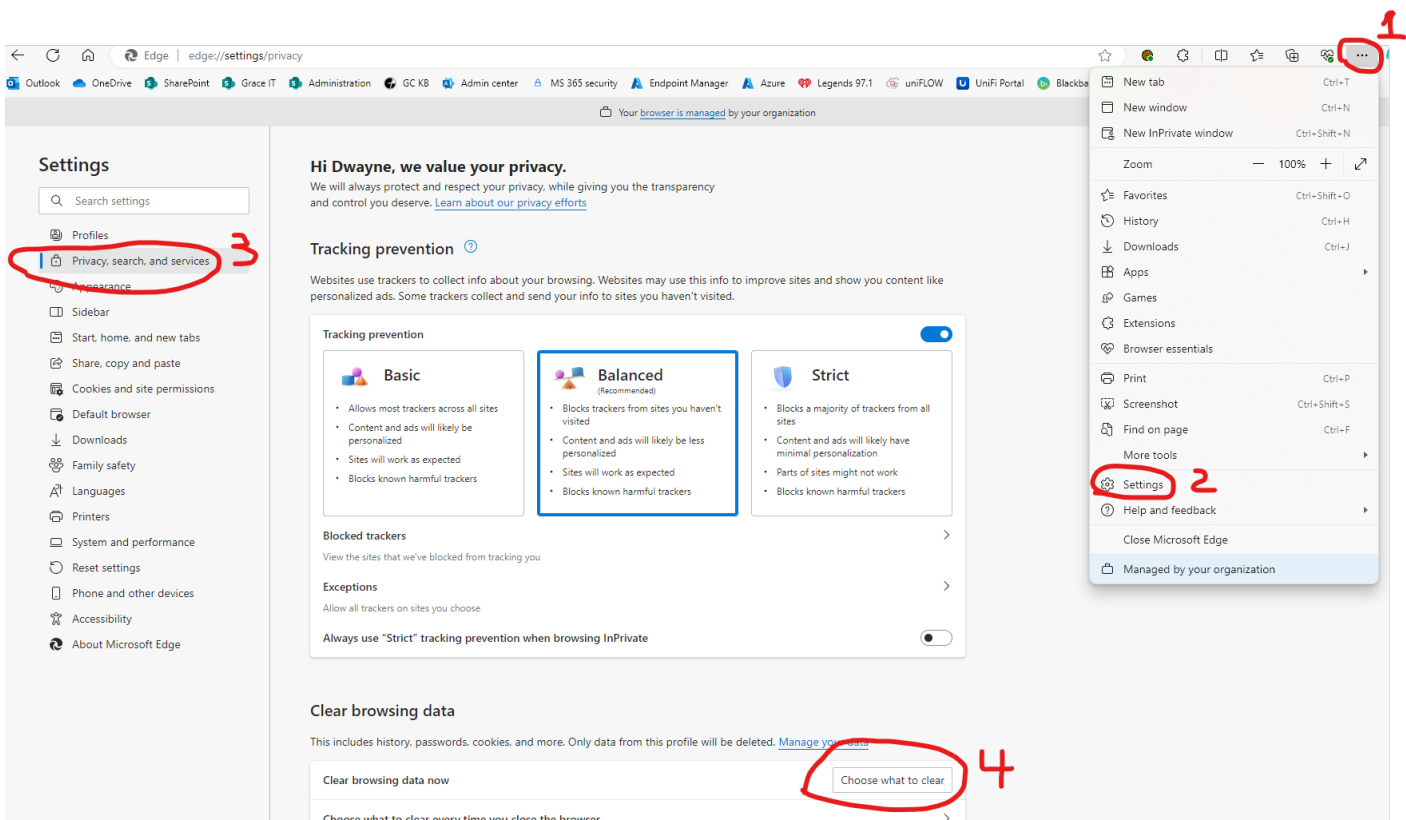 1
Edge | edge://settings/privacy
Outlook OneDrive SharePoint Grace IT Administration GC KB Admin center MS 365 security Endpoint Manager Azure Legends 97.1 uniFLOW UniFi Portal Blackba
Your browser is managed by your organization
Settings
Search settings
Profiles
Privacy, search, and services
3
Appearance
Sidebar
Start, home, and new tabs
Share, copy and paste
Cookies and site permissions
Default browser
Downloads
Family safety
Languages
Printers
System and performance
Reset settings
Phone and other devices
Accessibility
About Microsoft Edge
Hi Dwayne, we value your privacy.
We will always protect and respect your privacy, while giving you the transparency
and control you deserve. Learn about our privacy efforts
Tracking prevention
Websites use trackers to collect info about your browsing. Websites may use this info to improve sites and show you content like
personalized ads. Some trackers collect and send your info to sites you haven't visited.
Tracking prevention
Basic
• Allows most trackers across all sites
• Content and ads will likely be
personalized
• Sites will work as expected
• Blocks known harmful trackers
Balanced
(Recommended)
• Blocks trackers from sites you haven't
visited
• Content and ads will likely be less
personalized
• Sites will work as expected
• Blocks known harmful trackers
Strict
• Blocks a majority of trackers from all
sites
• Content and ads will likely have
minimal personalization
• Parts of sites might not work
• Blocks known harmful trackers
Blocked trackers
View the sites that we've blocked from tracking you
Exceptions
Allow all trackers on sites you choose
Always use "Strict" tracking prevention when browsing InPrivate
Clear browsing data
This includes history, passwords, cookies, and more. Only data from this profile will be deleted. Manage your data
Clear browsing data now
Choose what to clear
4
Choose what to clear every time you close the browser
New tab Ctrl+T
New window Ctrl+N
New InPrivate window Ctrl+Shift+N
Zoom — 100% +
Favorites Ctrl+Shift+O
History Ctrl+H
Downloads Ctrl+J
Apps
Games
Extensions
Browser essentials
Print Ctrl+P
Screenshot Ctrl+Shift+S
Find on page Ctrl+F
More tools
Settings 2
Help and feedback
Close Microsoft Edge
Managed by your organization